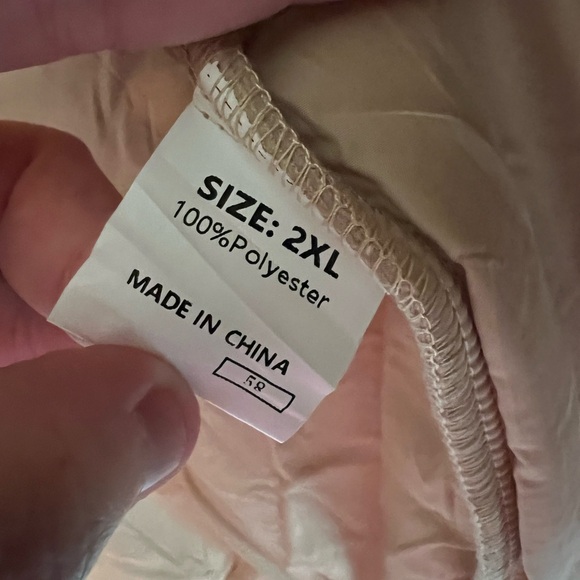 SIZE: 2XL
100%Polyester
MADE IN CHINA
58